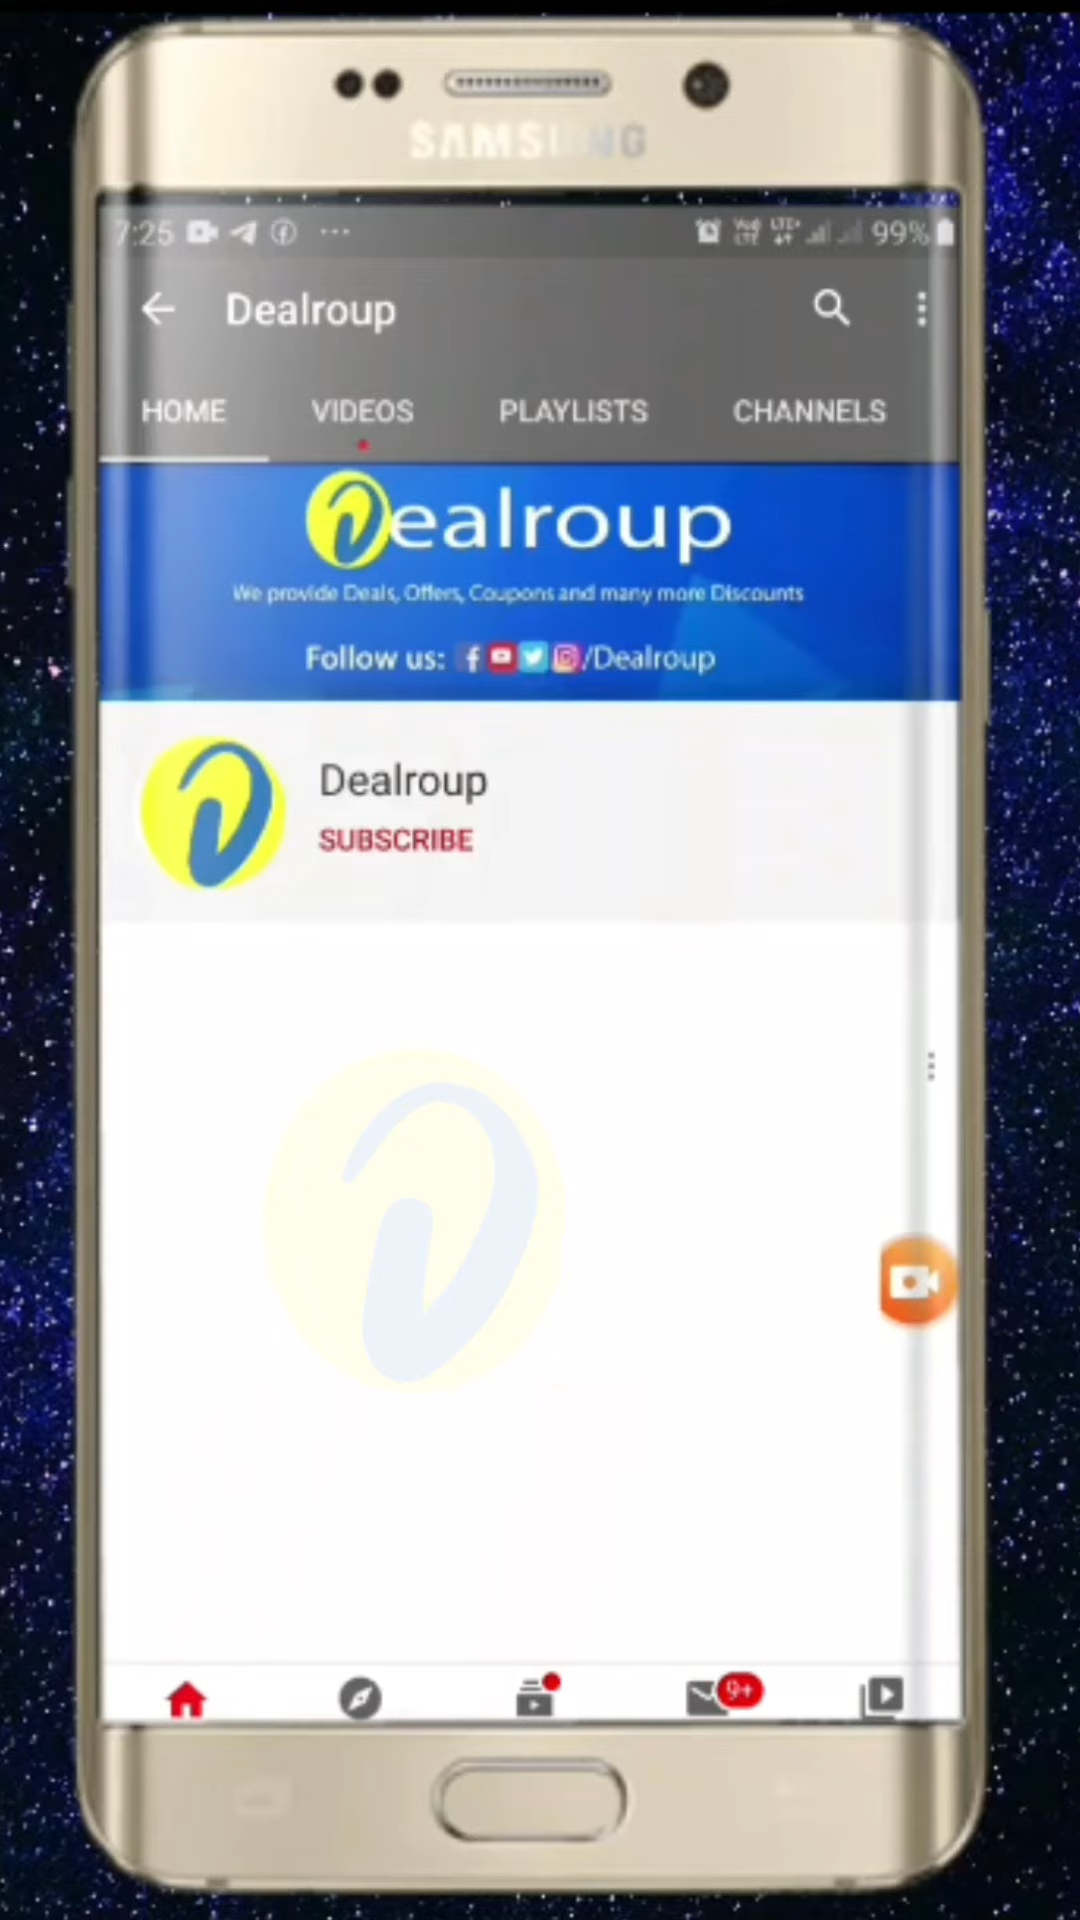 SAMSUNG
7:25 99%
Dealroup
HOME VIDEOS PLAYLISTS CHANNELS
Dealroup
We provide Deals, Offers, Coupons and many more Discounts
Follow us: /Dealroup
Dealroup
SUBSCRIBE
9+